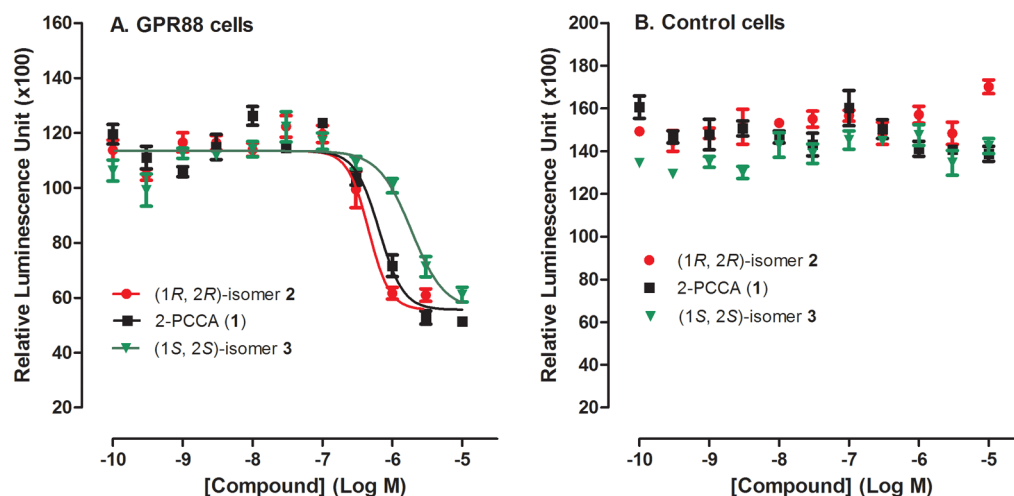 A. GPR88 cells
Relative Luminescence Unit (x100)
160
140
120
100
80
60
40
20
(1R, 2R)-isomer 2
2-PCCA (1)
(1S, 2S)-isomer 3
-10 -9 -8 -7 -6 -5
[Compound] (Log M)
B. Control cells
Relative Luminescence Unit (x100)
200
180
160
140
120
100
80
60
40
20
(1R, 2R)-isomer 2
2-PCCA (1)
(1S, 2S)-isomer 3
-10 -9 -8 -7 -6 -5
[Compound] (Log M)